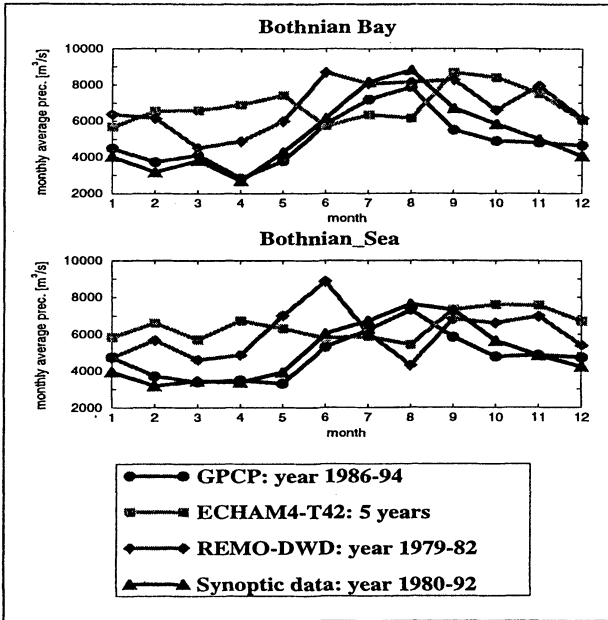 Bothnian Bay
monthly average prec. [m³/s]
10000
8000
6000
4000
2000
1 2 3 4 5 6 7 8 9 10 11 12
month
Bothnian_Sea
monthly average prec. [m³/s]
10000
8000
6000
4000
2000
1 2 3 4 5 6 7 8 9 10 11 12
month
GPCP: year 1986-94
ECHAM4-T42: 5 years
REMO-DWD: year 1979-82
Synoptic data: year 1980-92